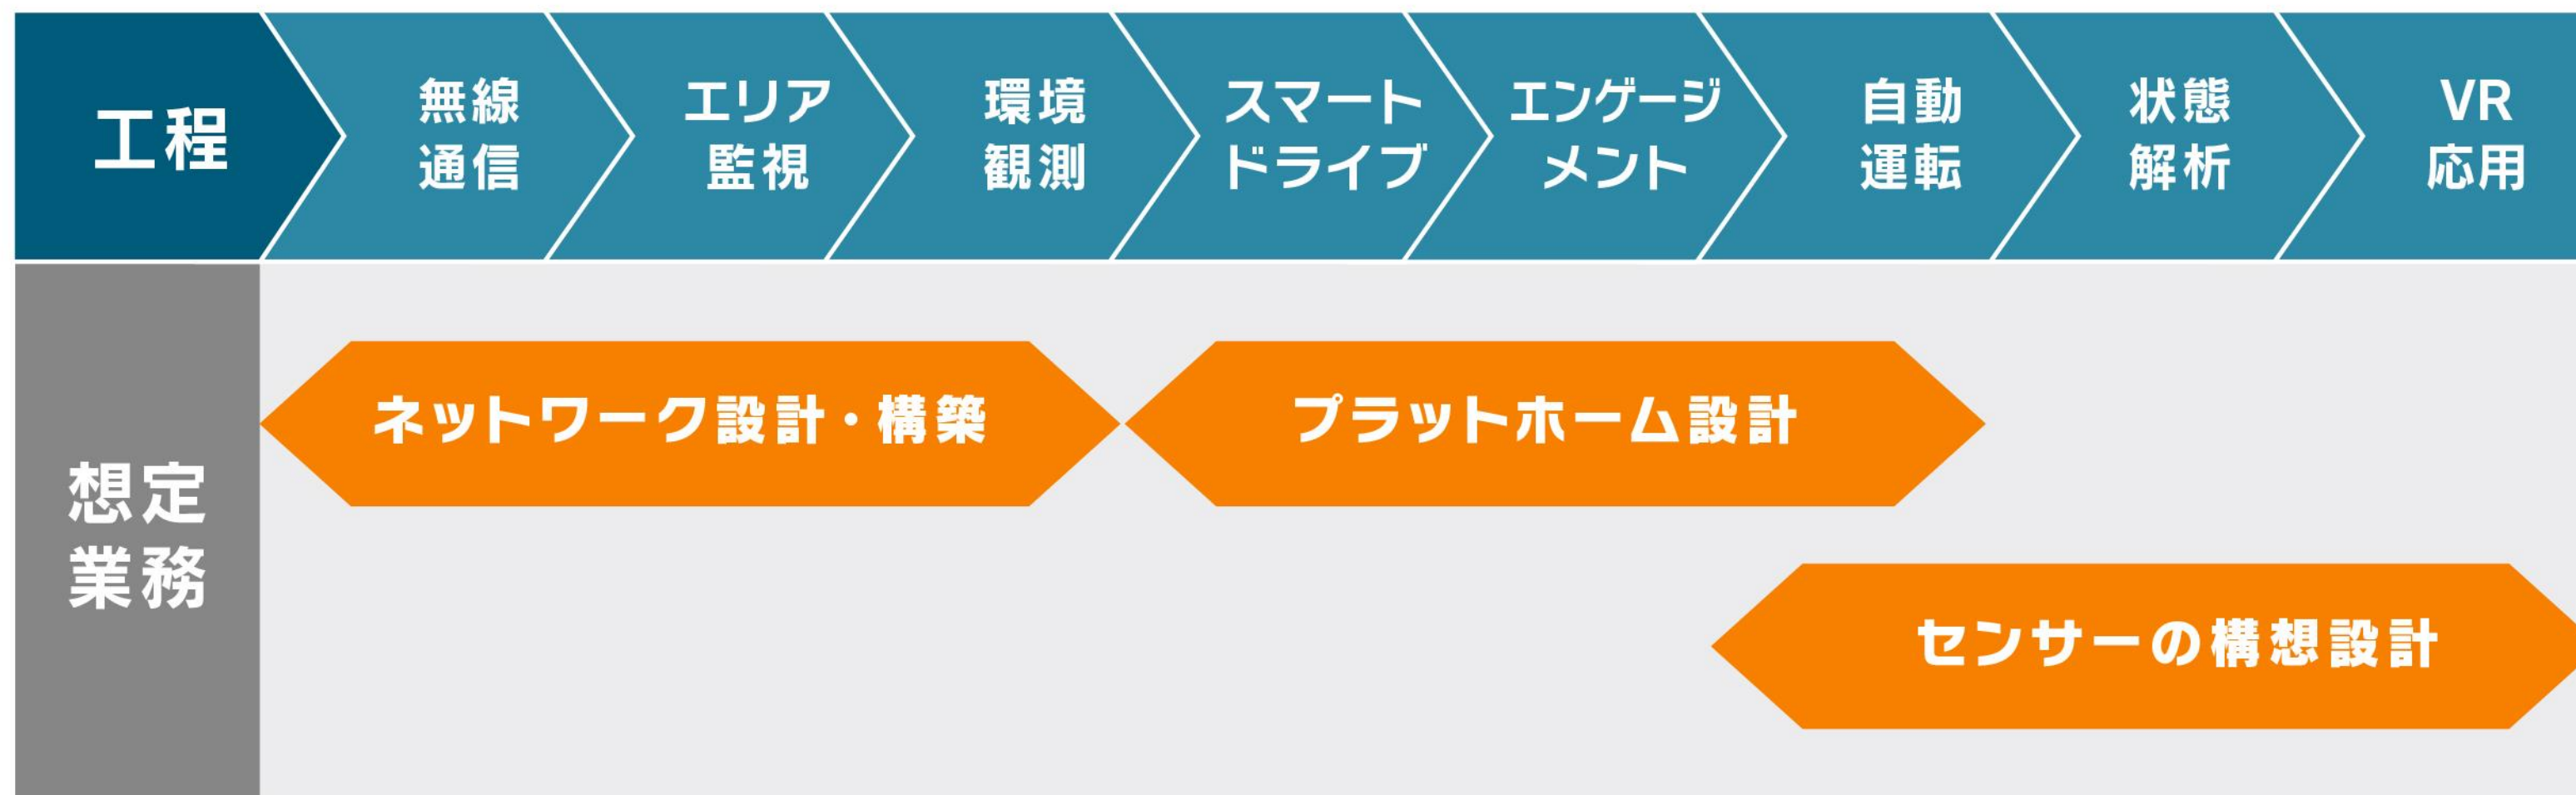 工程
無線
通信
エリア
監視
環境
観測
スマート
ドライブ
エンゲージ
メント
自動
運転
状態
解析
VR
応用
想定
業務
ネットワーク設計・構築
プラットホーム設計
センサーの構想設計